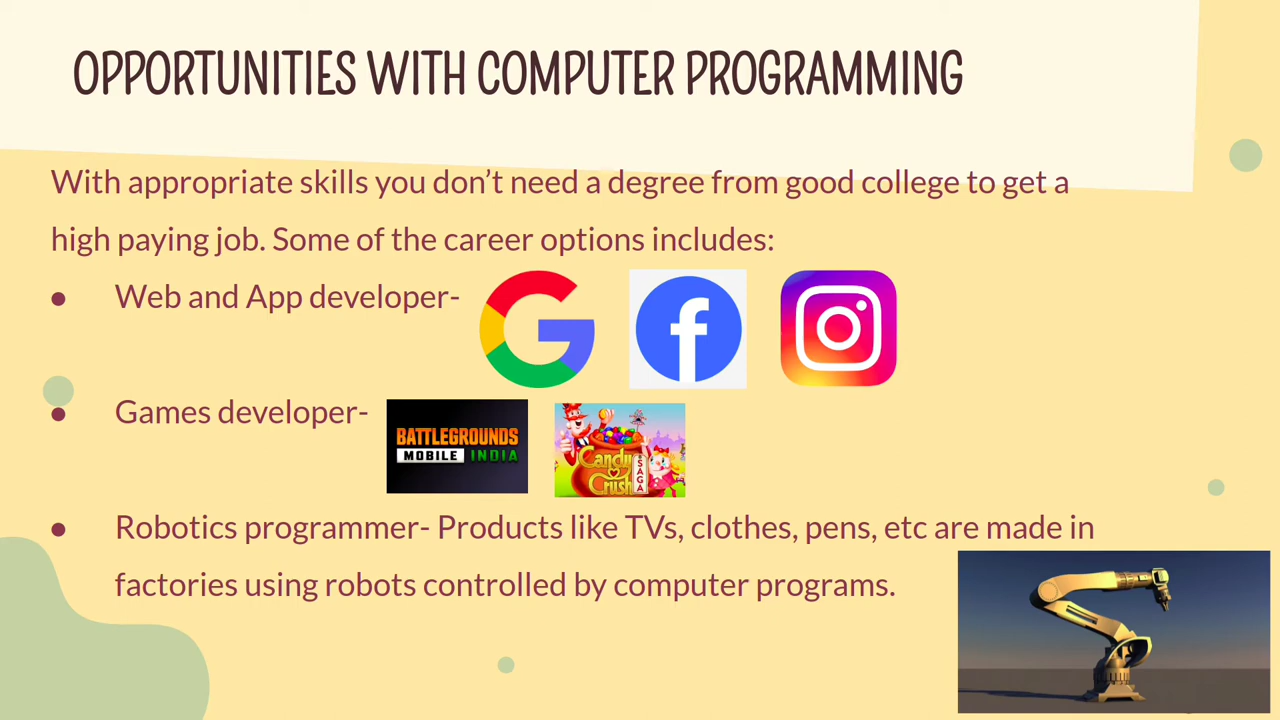 OPPORTUNITIES WITH COMPUTER PROGRAMMING
With appropriate skills you don’t need a degree from good college to get a
high paying job. Some of the career options includes:
● Web and App developer-
● Games developer-
BATTLEGROUNDS
MOBILE INDIA
Candy
Crush
SAGA
● Robotics programmer- Products like TVs, clothes, pens, etc are made in
factories using robots controlled by computer programs.